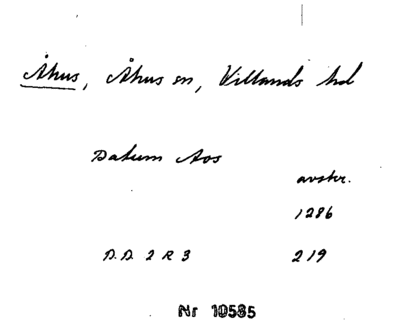 Åhus, Åhus sn, Villands hd
Datum Aos
avskr.
1286
D.D. 2 R 3 219
Nr 10585